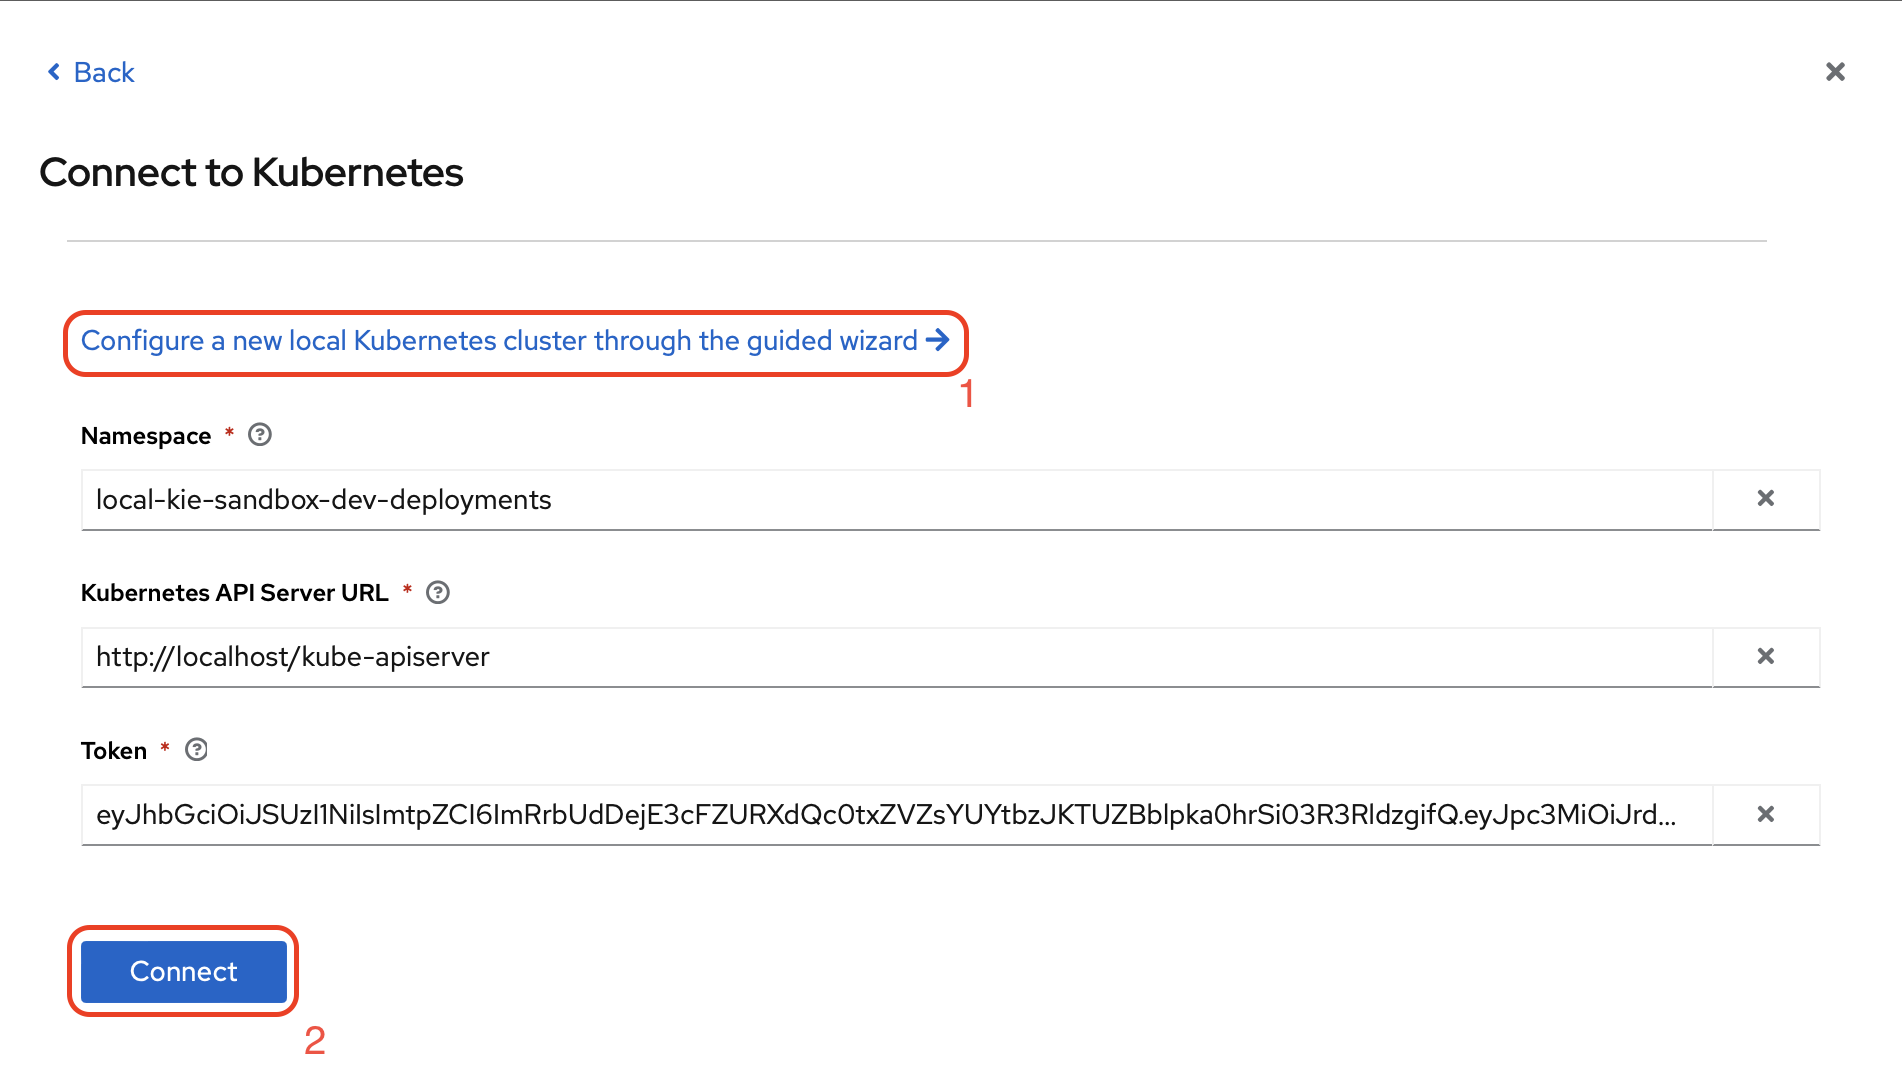 Back
Connect to Kubernetes
Configure a new local Kubernetes cluster through the guided wizard
1
Namespace *
local-kie-sandbox-dev-deployments
Kubernetes API Server URL *
http://localhost/kube-apiserver
Token *
eyJhbGciOiJSUzI1NiIsImtpZCI6ImRrbUdDejE3cFZURXdQc0txZVZsYUYtbzJKTUZBblpka0hrSi03R3RldzgifQ.eyJpc3MiOiJrd...
Connect
2